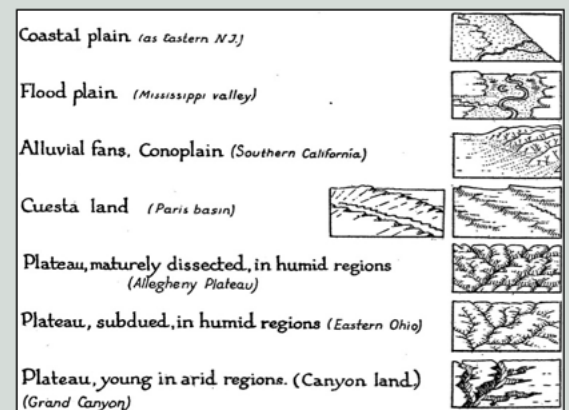 Coastal plain (as Eastern N.J.)
Flood plain (Mississippi valley)
Alluvial fans, Conoplain (Southern California)
Cuesta land (Paris basin)
Plateau, maturely dissected, in humid regions
(Allegheny Plateau)
Plateau, subdued, in humid regions (Eastern Ohio)
Plateau, young in arid regions. (Canyon land)
(Grand Canyon)